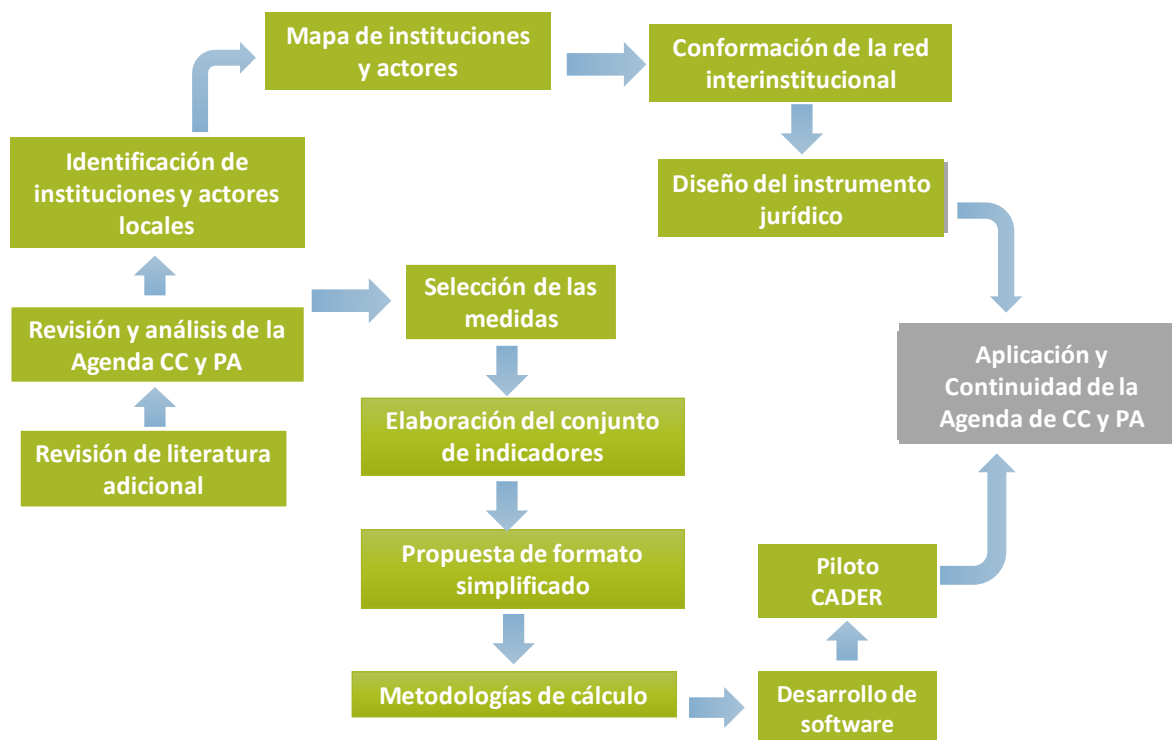 Mapa de instituciones
y actores
Conformación de la red
interinstitucional
Identificación de
instituciones y actores
locales
Diseño del instrumento
jurídico
Selección de las
medidas
Revisión y análisis de la
Agenda CC y PA
Aplicación y
Continuidad de la
Agenda de CC y PA
Elaboración del conjunto
de indicadores
Revisión de literatura
adicional
Propuesta de formato
simplificado
Piloto
CADER
Metodologías de cálculo
Desarrollo de
software